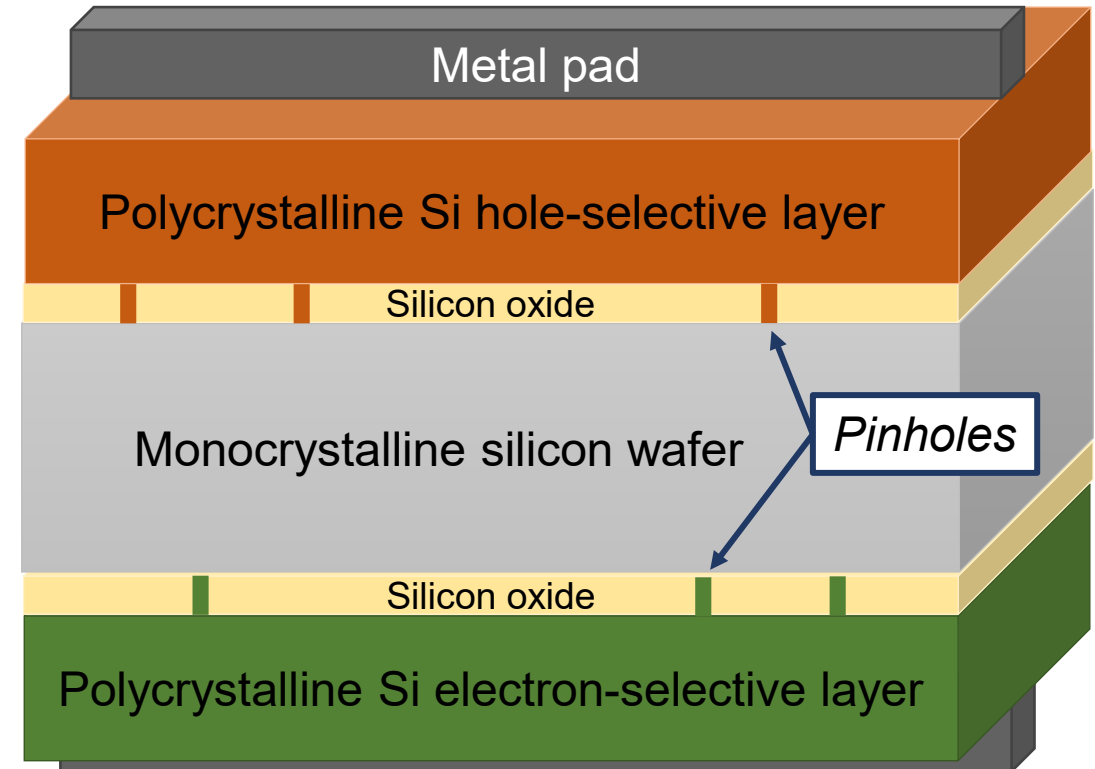 Metal pad
Polycrystalline Si hole-selective layer
Silicon oxide
Monocrystalline silicon wafer
Pinholes
Silicon oxide
Polycrystalline Si electron-selective layer